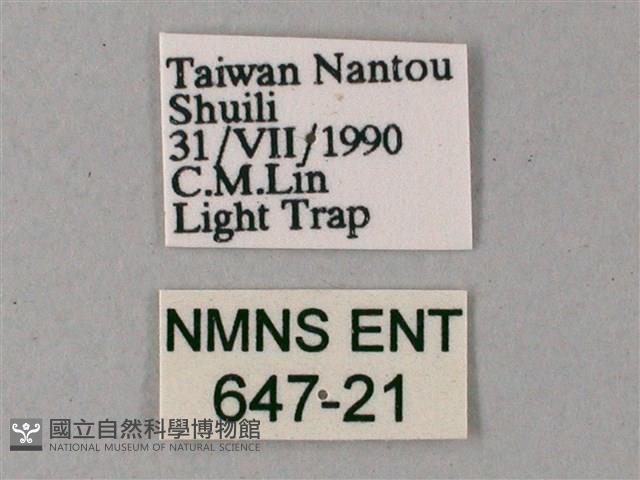 Taiwan Nantou
Shuili
31/VII/1990
C.M.Lin
Light Trap
NMNS ENT
647-21
國立自然科學博物館
NATIONAL MUSEUM OF NATURAL SCIENCE